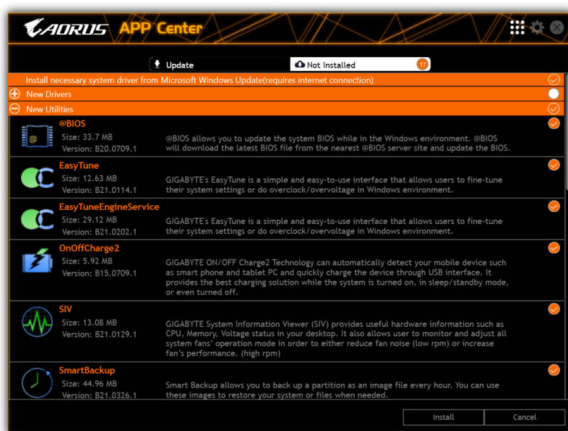 AORUS APP Center
Update
Not Installed
Install necessary system driver from Microsoft Windows Update(requires internet connection)
New Drivers
New Utilities
@BIOS
Size: 33.7 MB
Version: B20.0709.1
@BIOS allows you to update the system BIOS while in the Windows environment. @BIOS
will download the latest BIOS file from the nearest @BIOS server site and update the BIOS.
EasyTune
Size: 12.63 MB
Version: B21.0114.1
GIGABYTE's EasyTune is a simple and easy-to-use interface that allows users to fine-tune
their system settings or do overclock/overvoltage in Windows environment.
EasyTuneEngineService
Size: 29.12 MB
Version: B21.0202.1
GIGABYTE's EasyTune is a simple and easy-to-use interface that allows users to fine-tune
their system settings or do overclock/overvoltage in Windows environment.
OnOffCharge2
Size: 5.92 MB
Version: B15.0709.1
GIGABYTE ON/OFF Charge2 Technology can automatically detect your mobile device such
as smart phone and tablet PC and quickly charge the device through USB interface. It
provides the best charging solution while the system is turned on, in sleep/standby mode,
or even turned off.
SIV
Size: 13.08 MB
Version: B21.0129.1
GIGABYTE System Information Viewer (SIV) provides useful hardware information such as
CPU, Memory, Voltage status in your desktop. It also allows user to monitor and adjust all
system fans' operation mode in order to either reduce fan noise (low rpm) or increase
fan's performance. (high rpm)
SmartBackup
Size: 44.96 MB
Version: B21.0326.1
Smart Backup allows you to back up a partition as an image file every hour. You can use
these images to restore your system or files when needed.
Install
Cancel